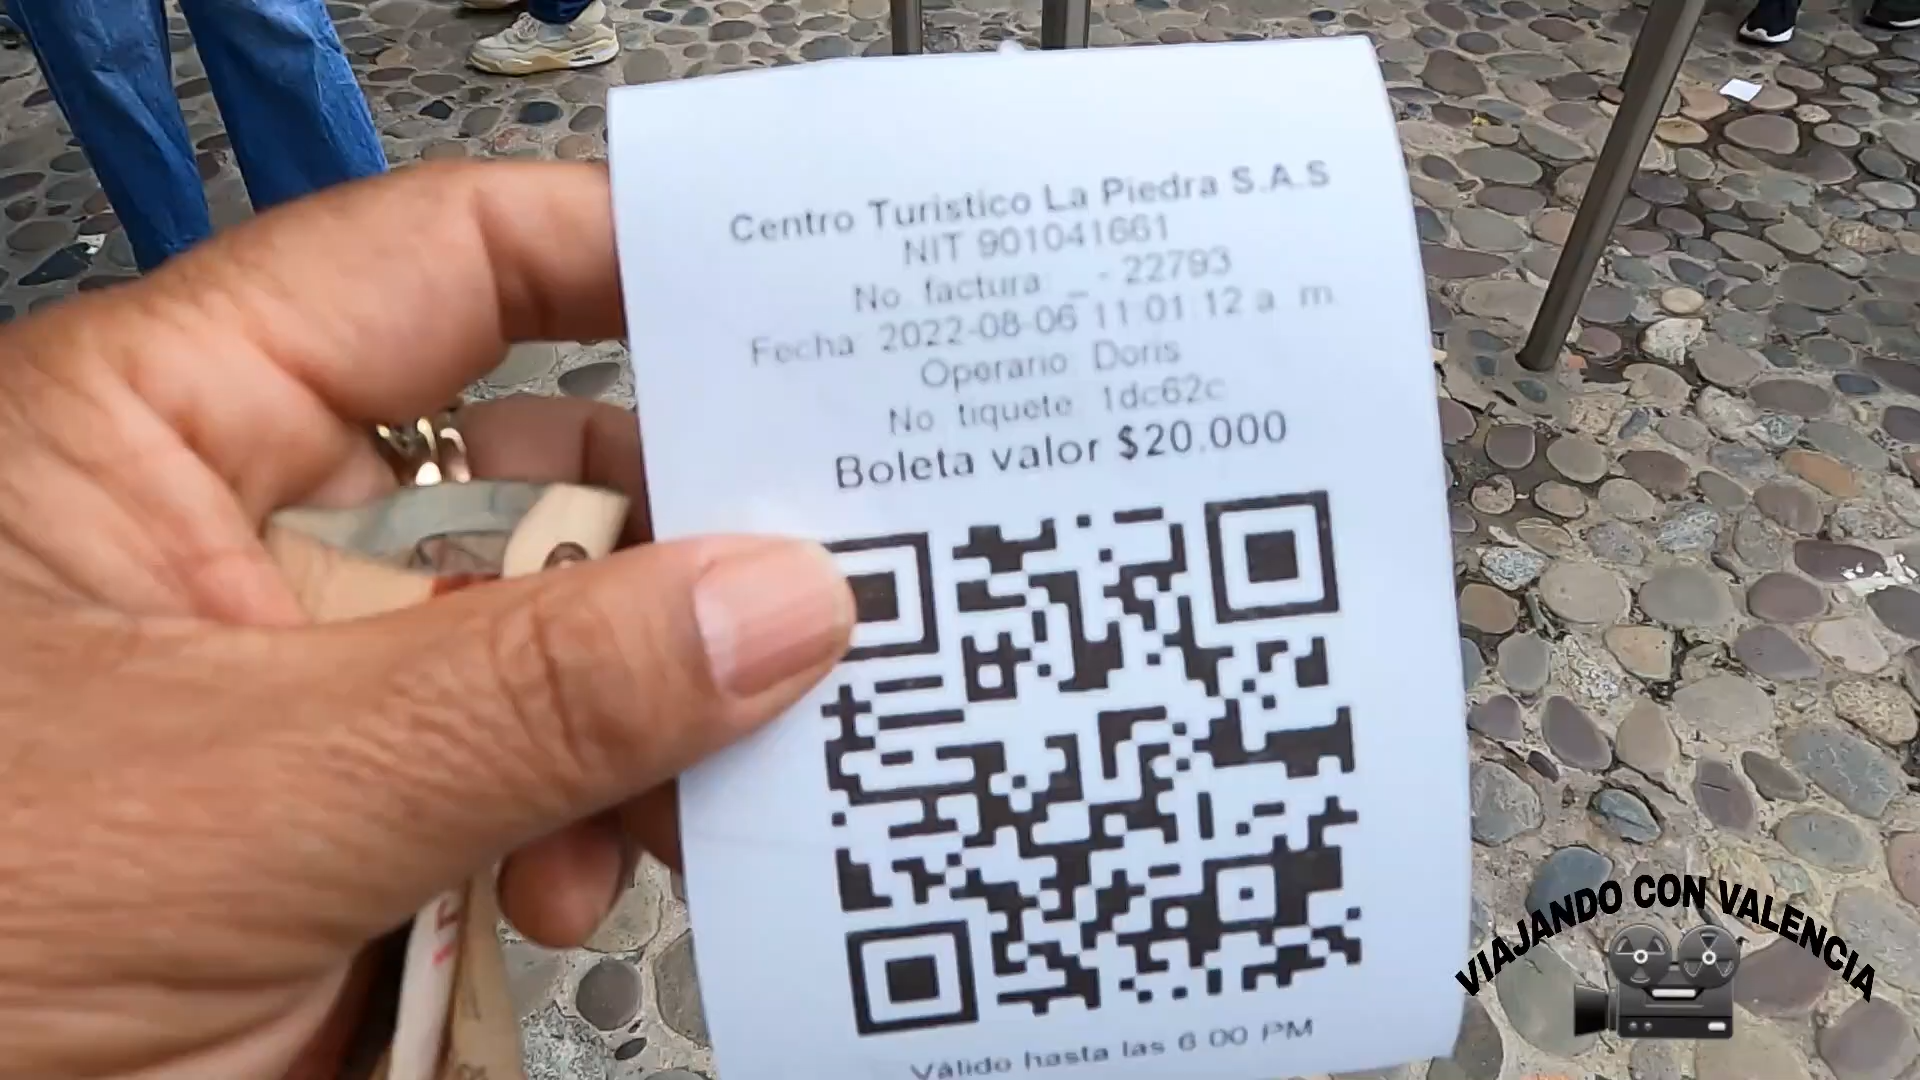 Centro Turistico La Piedra S.A.S
NIT 901041661
No. factura: _ - 22793
Fecha: 2022-08-06 11:01:12 a. m.
Operario: Doris
No. tiquete: 1dc62c
Boleta valor $20.000
Válido hasta las 6:00 PM
VIAJANDO CON VALENCIA